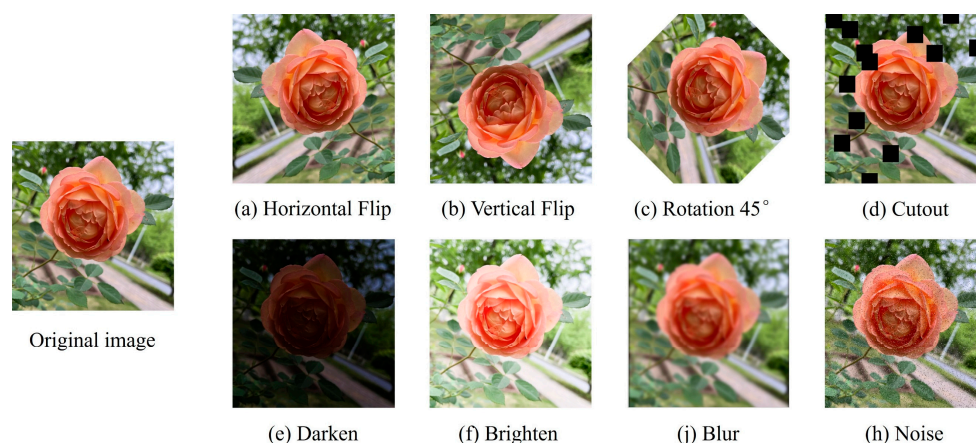 (a) Horizontal Flip
(b) Vertical Flip
(c) Rotation 45°
(d) Cutout
Original image
(e) Darken
(f) Brighten
(j) Blur
(h) Noise